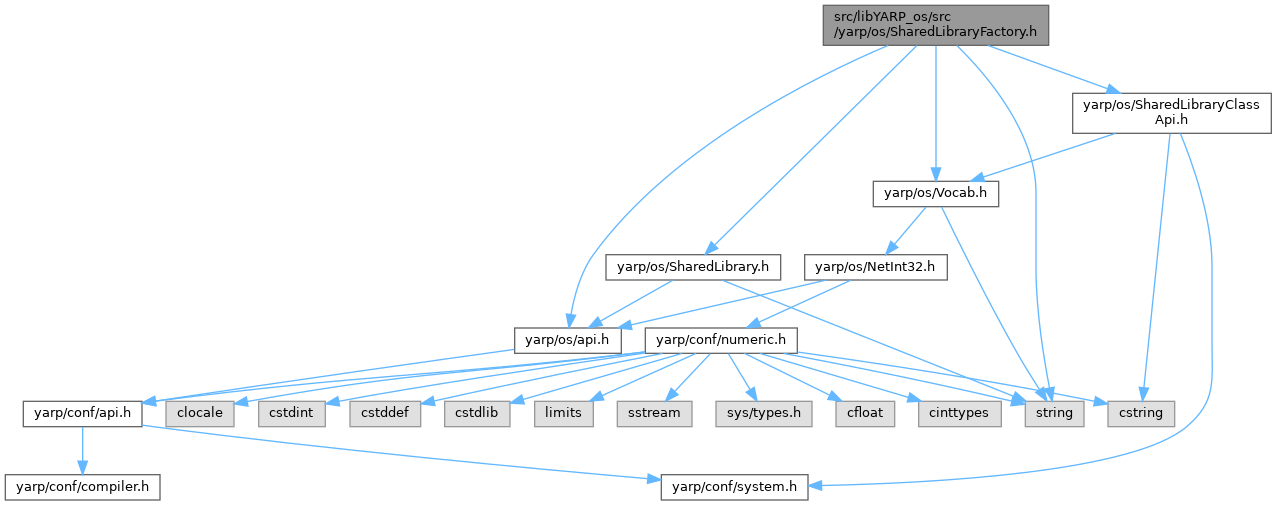 src/libYARP_os/src
/yarp/os/SharedLibraryFactory.h
yarp/os/SharedLibraryClass
Api.h
yarp/os/Vocab.h
yarp/os/SharedLibrary.h
yarp/os/NetInt32.h
yarp/os/api.h
yarp/conf/numeric.h
yarp/conf/api.h
clocale
cstdint
cstddef
cstdlib
limits
sstream
sys/types.h
cfloat
cinttypes
string
cstring
yarp/conf/compiler.h
yarp/conf/system.h